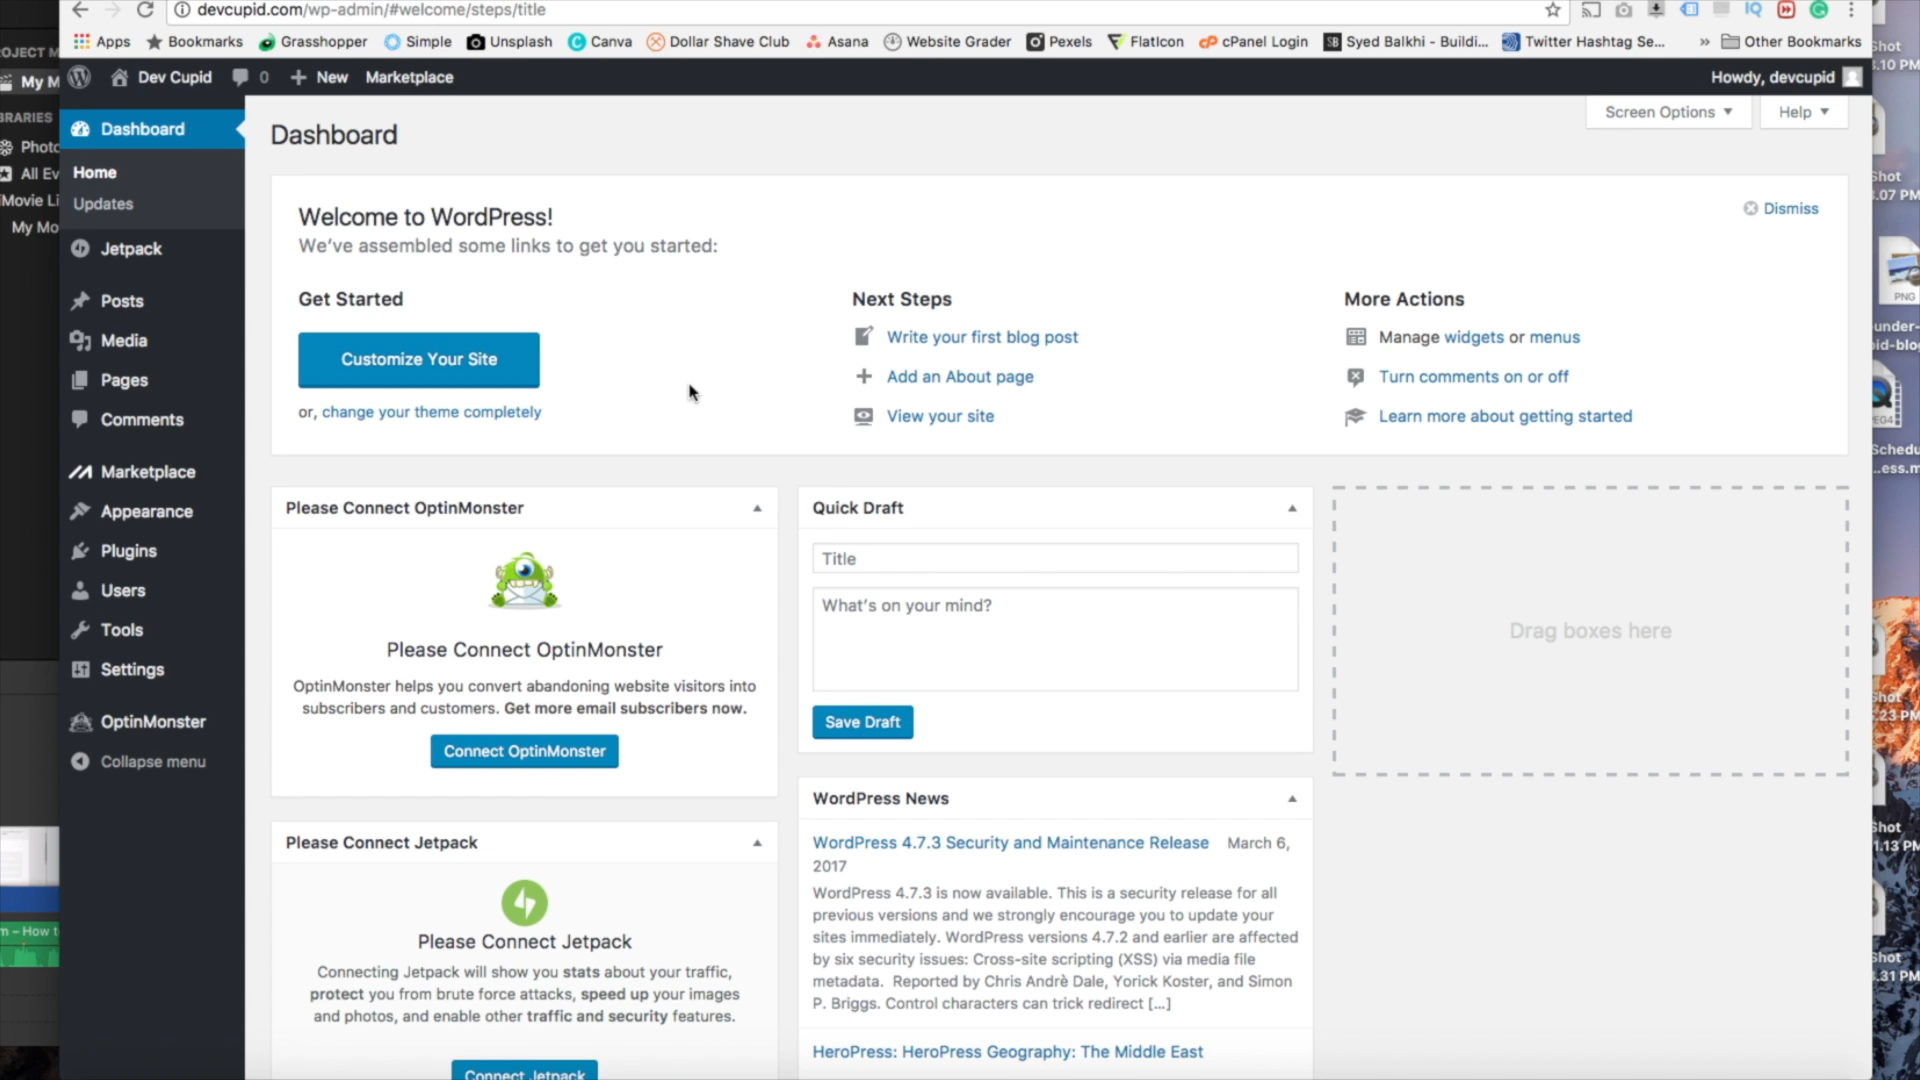 devcupid.com/wp-admin/#welcome/steps/title
Apps Bookmarks Grasshopper Simple Unsplash Canva Dollar Shave Club Asana Website Grader Pexels FlatIcon cPanel Login Syed Balkhi - Buildi... Twitter Hashtag Se... » Other Bookmarks
Dev Cupid 0 New Marketplace Howdy, devcupid
Dashboard
Home
Updates
Jetpack
Posts
Media
Pages
Comments
Marketplace
Appearance
Plugins
Users
Tools
Settings
OptinMonster
Collapse menu
Dashboard
Screen Options Help
Welcome to WordPress!
Dismiss
We've assembled some links to get you started:
Get Started
Customize Your Site
or, change your theme completely
Next Steps
Write your first blog post
Add an About page
View your site
More Actions
Manage widgets or menus
Turn comments on or off
Learn more about getting started
Please Connect OptinMonster
Please Connect OptinMonster
OptinMonster helps you convert abandoning website visitors into
subscribers and customers. Get more email subscribers now.
Connect OptinMonster
Please Connect Jetpack
Please Connect Jetpack
Connecting Jetpack will show you stats about your traffic,
protect you from brute force attacks, speed up your images
and photos, and enable other traffic and security features.
Connect Jetpack
Quick Draft
Title
What's on your mind?
Save Draft
WordPress News
WordPress 4.7.3 Security and Maintenance Release March 6,
2017
WordPress 4.7.3 is now available. This is a security release for all
previous versions and we strongly encourage you to update your
sites immediately. WordPress versions 4.7.2 and earlier are affected
by six security issues: Cross-site scripting (XSS) via media file
metadata. Reported by Chris Andrè Dale, Yorick Koster, and Simon
P. Briggs. Control characters can trick redirect [...]
HeroPress: HeroPress Geography: The Middle East
Drag boxes here
My M
All Ev
My Mo
PNG